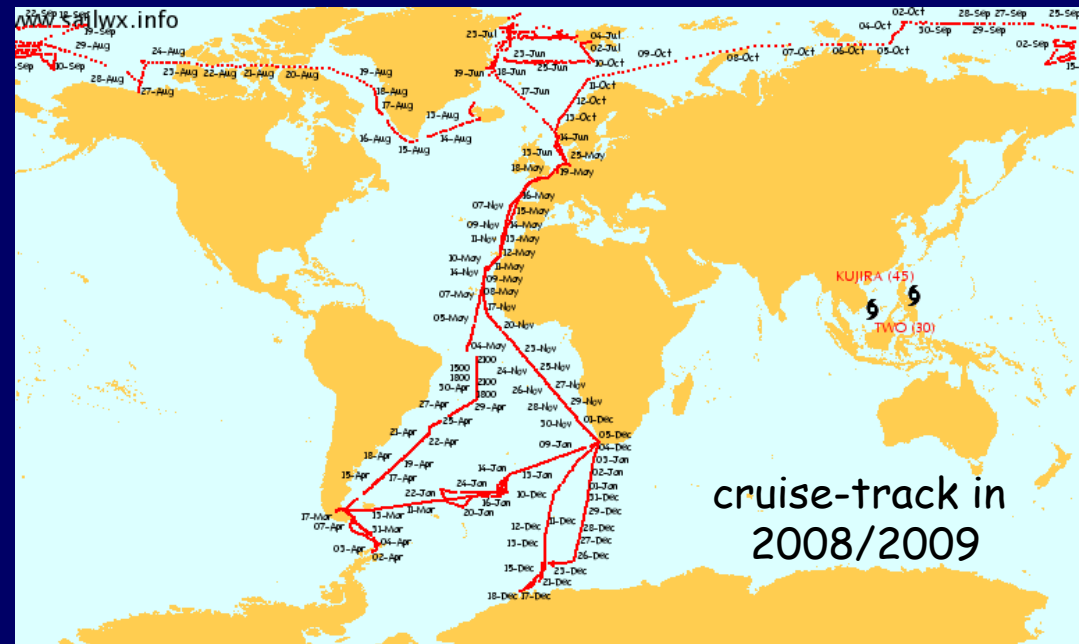 www.sailwx.info
22-Sep
19-Sep
29-Aug
10-Sep
28-Aug
27-Aug
24-Aug
23-Aug 22-Aug 21-Aug 20-Aug
19-Aug
18-Aug
17-Aug
16-Aug
15-Aug
14-Aug
13-Aug
23-Jul
04-Jul
02-Jul
23-Jun
25-Jun
10-Oct
19-Jun
18-Jun
17-Jun
09-Oct
08-Oct
07-Oct
06-Oct
05-Oct
04-Oct
02-Oct
30-Sep
28-Sep 27-Sep
29-Sep
25-Sep
02-Sep
11-Oct
12-Oct
13-Oct
14-Jun
13-Jun
25-May
18-May
19-May
16-May
07-Nov
15-May
09-Nov
14-May
11-Nov
13-May
12-May
10-May
11-May
14-Nov
09-May
07-May
08-May
17-Nov
05-May
20-Nov
04-May
23-Nov
1500
2100
24-Nov
25-Nov
1800
2100
30-Apr
1800
26-Nov
27-Nov
27-Apr
29-Apr
28-Nov
29-Nov
25-Apr
30-Nov
01-Dec
21-Apr
22-Apr
05-Dec
04-Dec
09-Jan
03-Jan
18-Apr
19-Apr
02-Jan
15-Apr
17-Apr
14-Jan
13-Jan
01-Jan
24-Jan
22-Jan
16-Jan
10-Dec
31-Dec
20-Jan
29-Dec
17-Mar
13-Mar
11-Mar
11-Dec
12-Dec
28-Dec
07-Apr
31-Mar
13-Dec
27-Dec
04-Apr
26-Dec
03-Apr
02-Apr
15-Dec
23-Dec
21-Dec
18-Dec
17-Dec
KUJIRA (45)
TWO (30)
cruise-track in
2008/2009